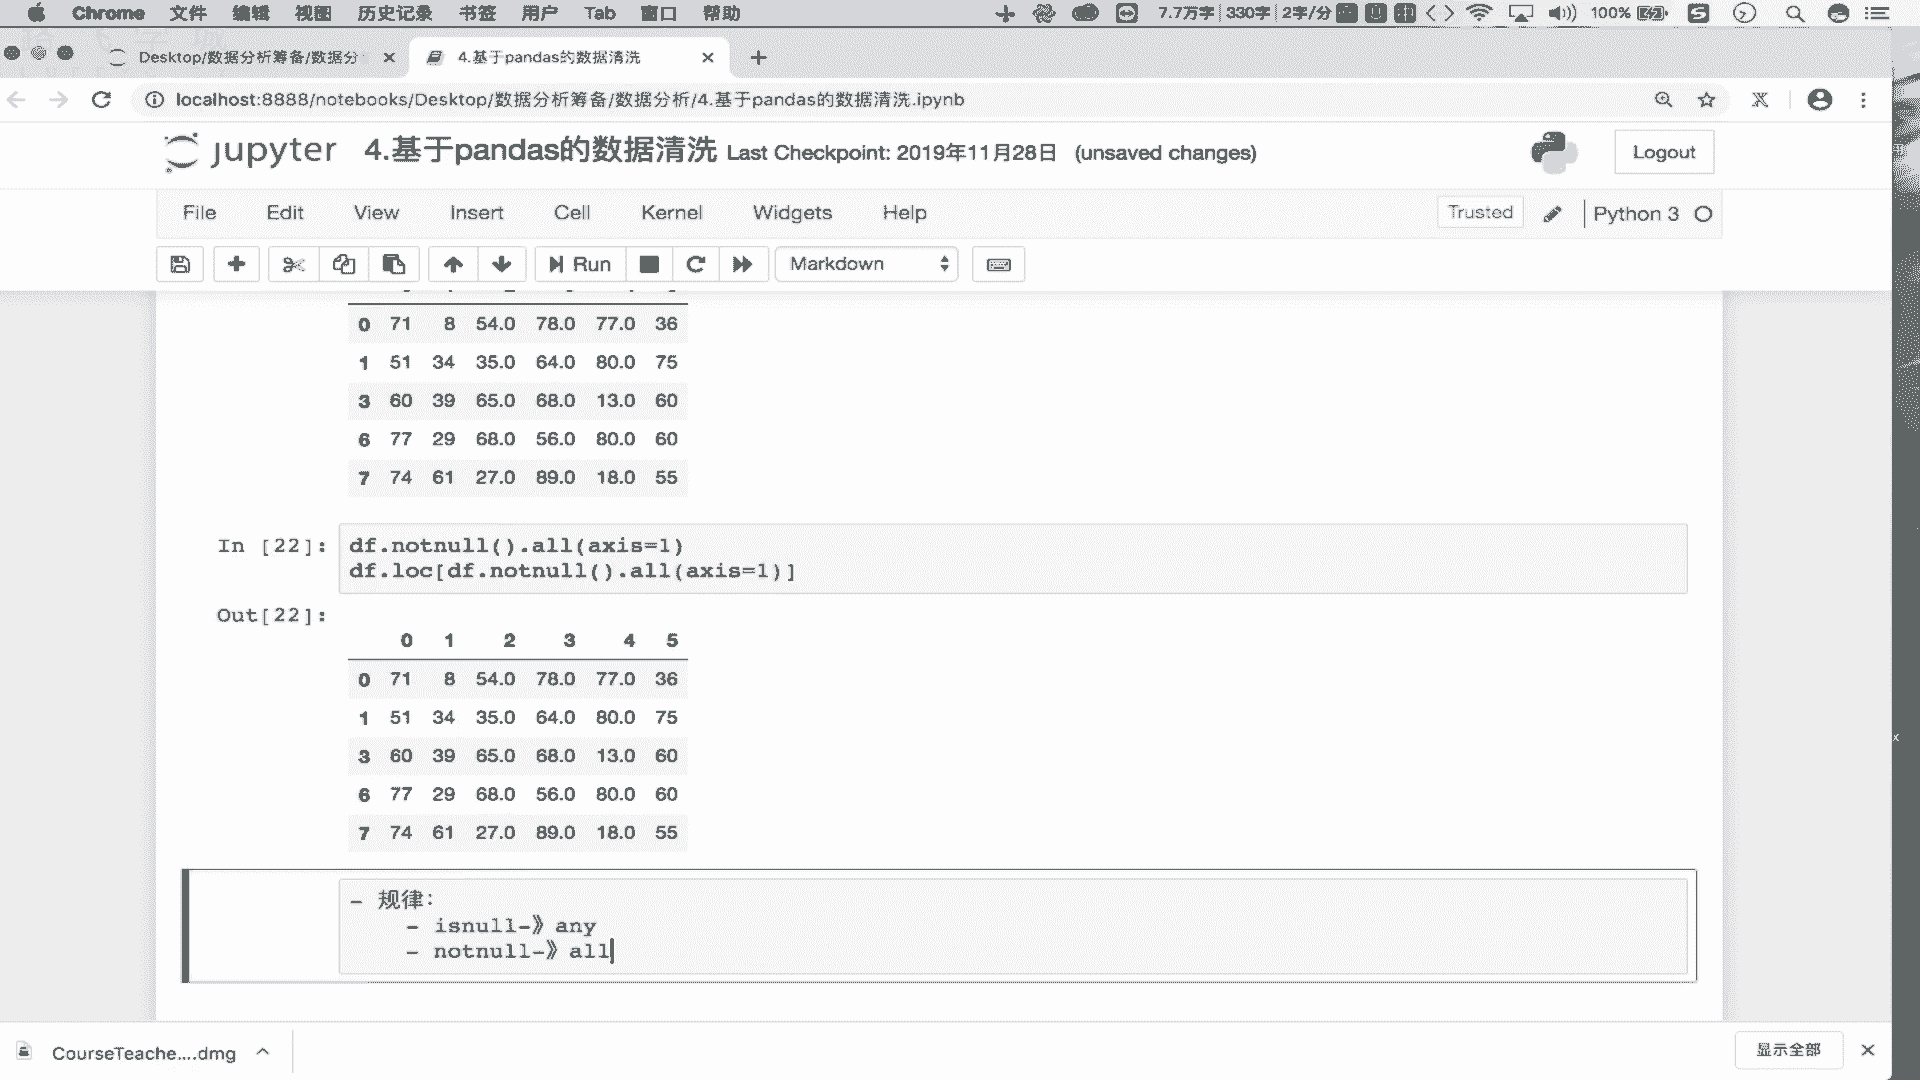 Chrome 文件 编辑 视图 历史记录 书签 用户 Tab 窗口 帮助 7.7万字 330字 2字/分 100%
Desktop/数据分析筹备/数据分
4.基于pandas的数据清洗
localhost:8888/notebooks/Desktop/数据分析筹备/数据分析/4.基于pandas的数据清洗.ipynb
jupyter 4.基于pandas的数据清洗 Last Checkpoint: 2019年11月28日 (unsaved changes)
Logout
File Edit View Insert Cell Kernel Widgets Help Trusted Python 3
Run Markdown
0 71 8 54.0 78.0 77.0 36
1 51 34 35.0 64.0 80.0 75
3 60 39 65.0 68.0 13.0 60
6 77 29 68.0 56.0 80.0 60
7 74 61 27.0 89.0 18.0 55
In [22]: df.notnull().all(axis=1)
df.loc[df.notnull().all(axis=1)]
Out[22]:
0 1 2 3 4 5
0 71 8 54.0 78.0 77.0 36
1 51 34 35.0 64.0 80.0 75
3 60 39 65.0 68.0 13.0 60
6 77 29 68.0 56.0 80.0 60
7 74 61 27.0 89.0 18.0 55
- 规律:
- isnull-》any
- notnull-》all
CourseTeache....dmg
显示全部